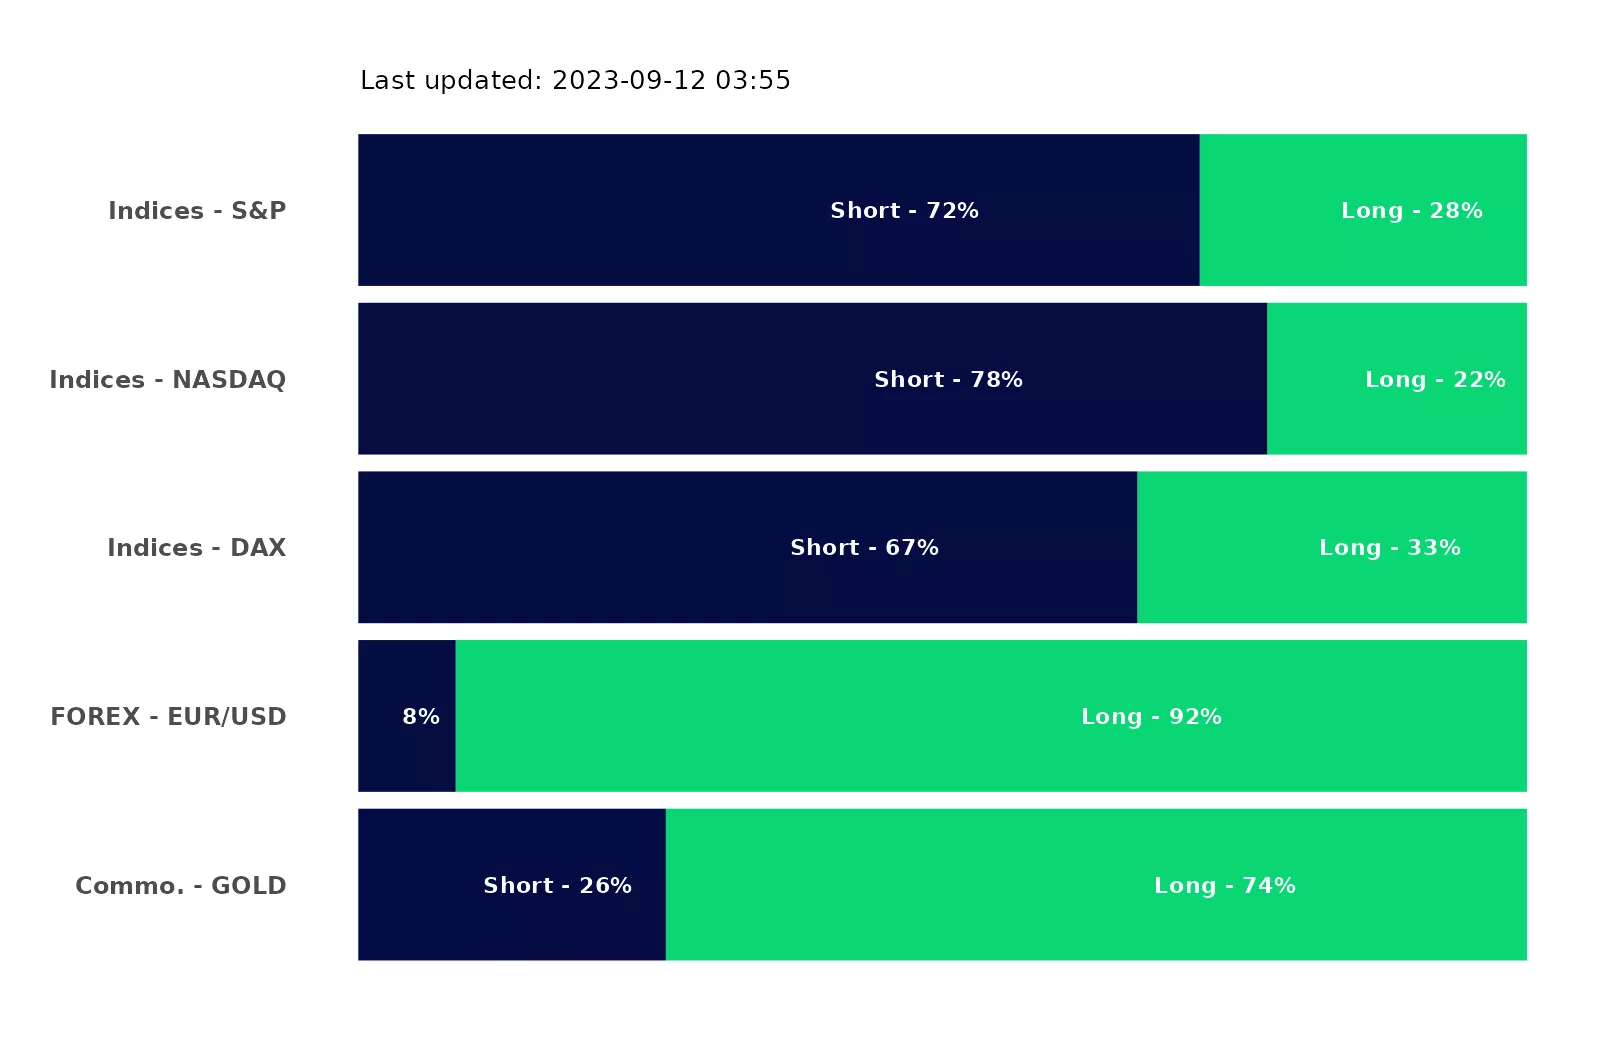 Last updated: 2023-09-12 03:55
Indices - S&P
Short - 72%
Long - 28%
Indices - NASDAQ
Short - 78%
Long - 22%
Indices - DAX
Short - 67%
Long - 33%
FOREX - EUR/USD
8%
Long - 92%
Commo. - GOLD
Short - 26%
Long - 74%